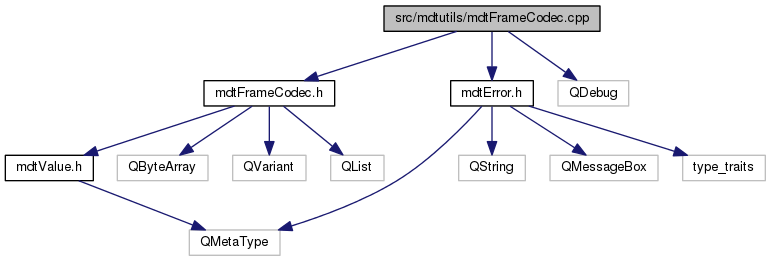 src/mdtutils/mdtFrameCodec.cpp
mdtFrameCodec.h
mdtError.h
QDebug
mdtValue.h
QByteArray
QVariant
QList
QString
QMessageBox
type_traits
QMetaType